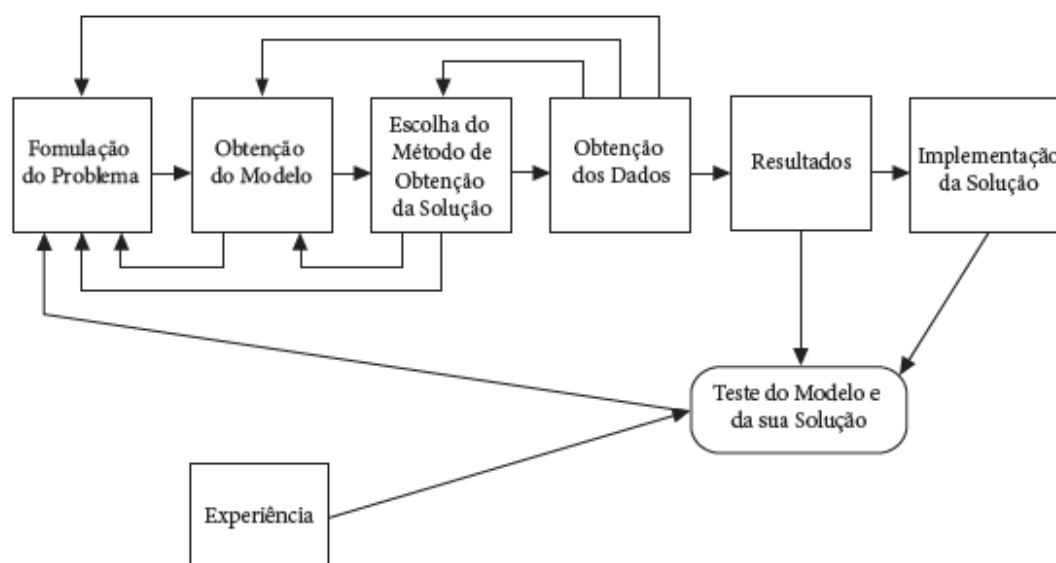 Fomulação
do Problema
Obtenção
do Modelo
Escolha do
Método de
Obtenção
da Solução
Obtenção
dos Dados
Resultados
Implementação
da Solução
Teste do Modelo e
da sua Solução
Experiência